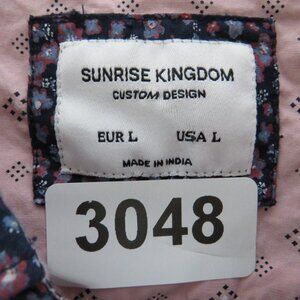 SUNRISE KINGDOM
CUSTOM DESIGN
EUR L USA L
MADE IN INDIA
3048